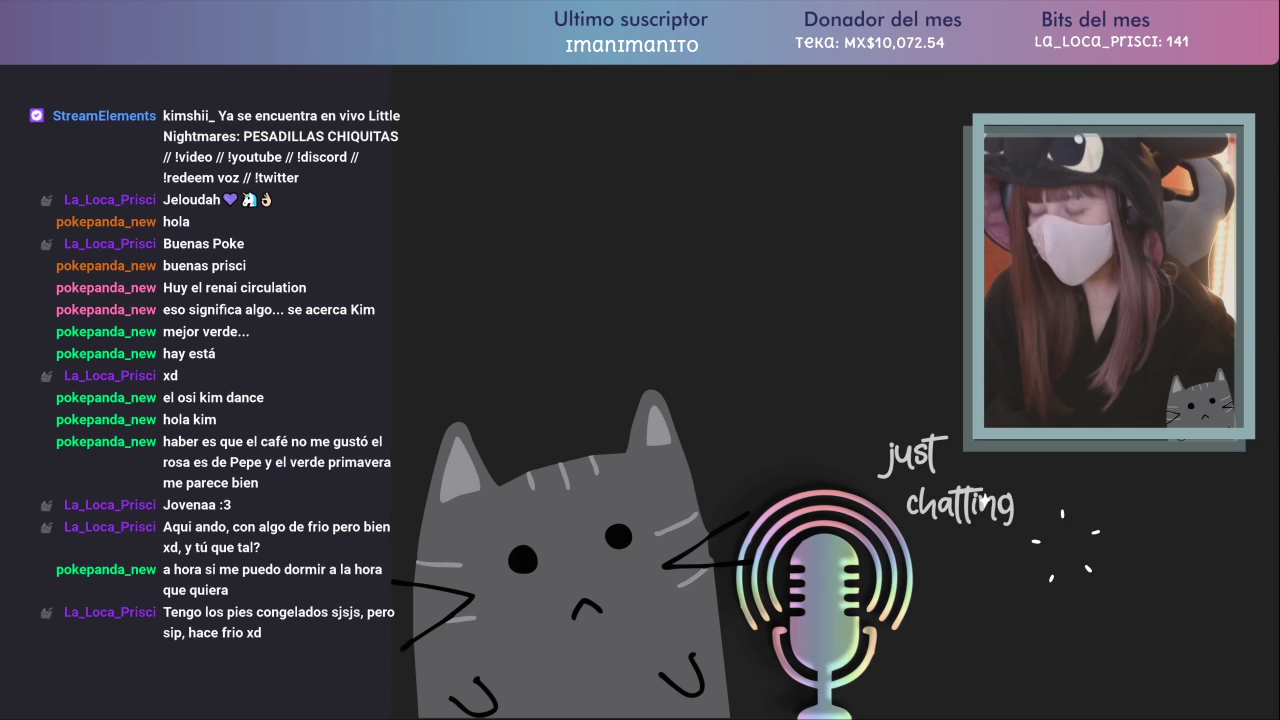 Ultimo suscriptor
Donador del mes
Bits del mes
ImanImanITO
Teka: MX$10,072.54
La_Loca_Prisci: 141
StreamElements kimshii_ Ya se encuentra en vivo Little
Nightmares: PESADILLAS CHIQUITAS
// !video // !youtube // !discord //
!redeem voz // !twitter
La_Loca_Prisci Jeloudah💜 🦄 👌🏻
pokepanda_new hola
La_Loca_Prisci Buenas Poke
pokepanda_new buenas prisci
pokepanda_new Huy el renai circulation
pokepanda_new eso significa algo... se acerca Kim
pokepanda_new mejor verde...
pokepanda_new hay está
La_Loca_Prisci xd
pokepanda_new el osi kim dance
pokepanda_new hola kim
pokepanda_new haber es que el café no me gustó el
rosa es de Pepe y el verde primavera
me parece bien
La_Loca_Prisci Jovenaa :3
La_Loca_Prisci Aqui ando, con algo de frio pero bien
xd, y tú que tal?
pokepanda_new a hora si me puedo dormir a la hora
que quiera
La_Loca_Prisci Tengo los pies congelados sjsjs, pero
sip, hace frio xd
just
chatting